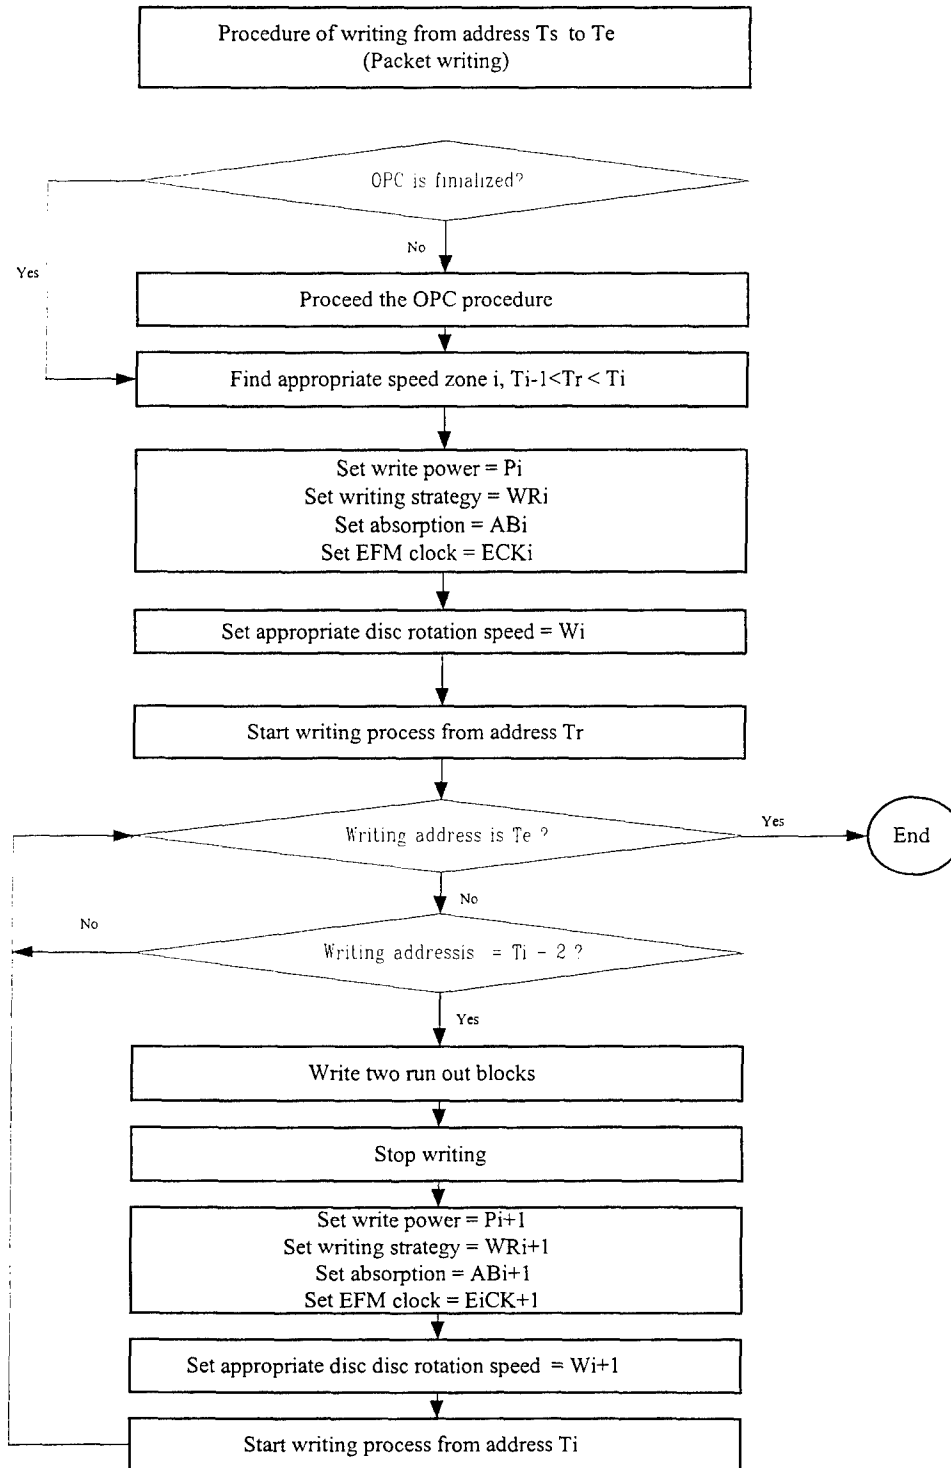 Procedure of writing from address Ts to Te
(Packet writing)
OPC is finialized?
No
Yes
Proceed the OPC procedure
Find appropriate speed zone i, Ti-1<Tr < Ti
Set write power = Pi
Set writing strategy = WRi
Set absorption = ABi
Set EFM clock = ECKi
Set appropriate disc rotation speed = Wi
Start writing process from address Tr
Writing address is Te ?
Yes
End
No
No
Writing addressis = Ti - 2 ?
Yes
Write two run out blocks
Stop writing
Set write power = Pi+1
Set writing strategy = WRi+1
Set absorption = ABi+1
Set EFM clock = EiCK+1
Set appropriate disc disc rotation speed = Wi+1
Start writing process from address Ti